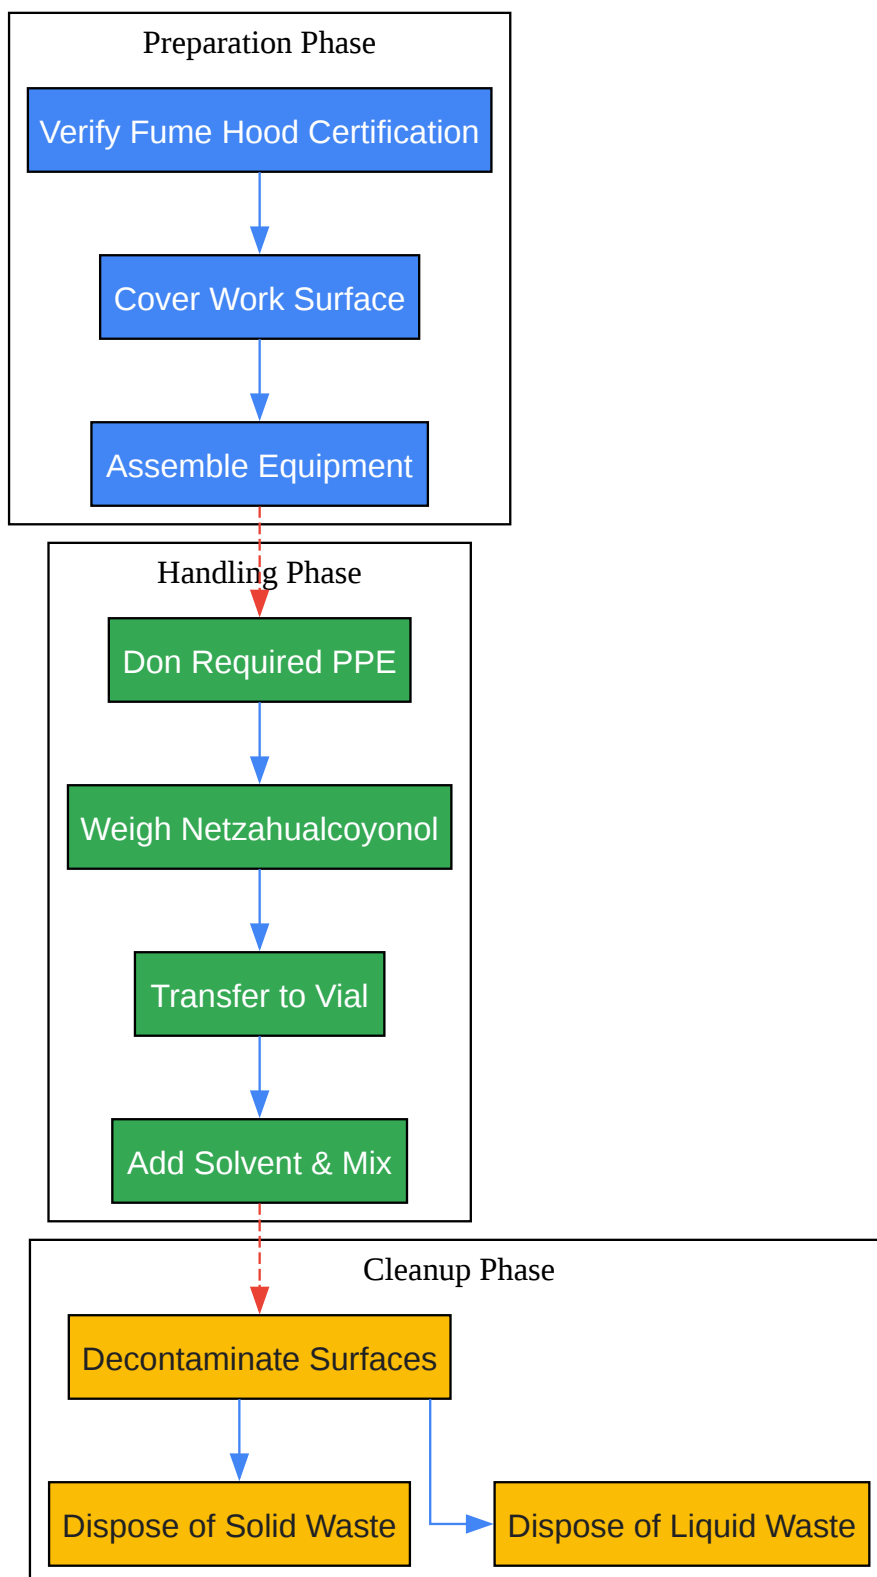 Preparation Phase
Verify Fume Hood Certification
Cover Work Surface
Assemble Equipment
Handling Phase
Don Required PPE
Weigh Netzahualcoyonol
Transfer to Vial
Add Solvent & Mix
Cleanup Phase
Decontaminate Surfaces
Dispose of Solid Waste
Dispose of Liquid Waste